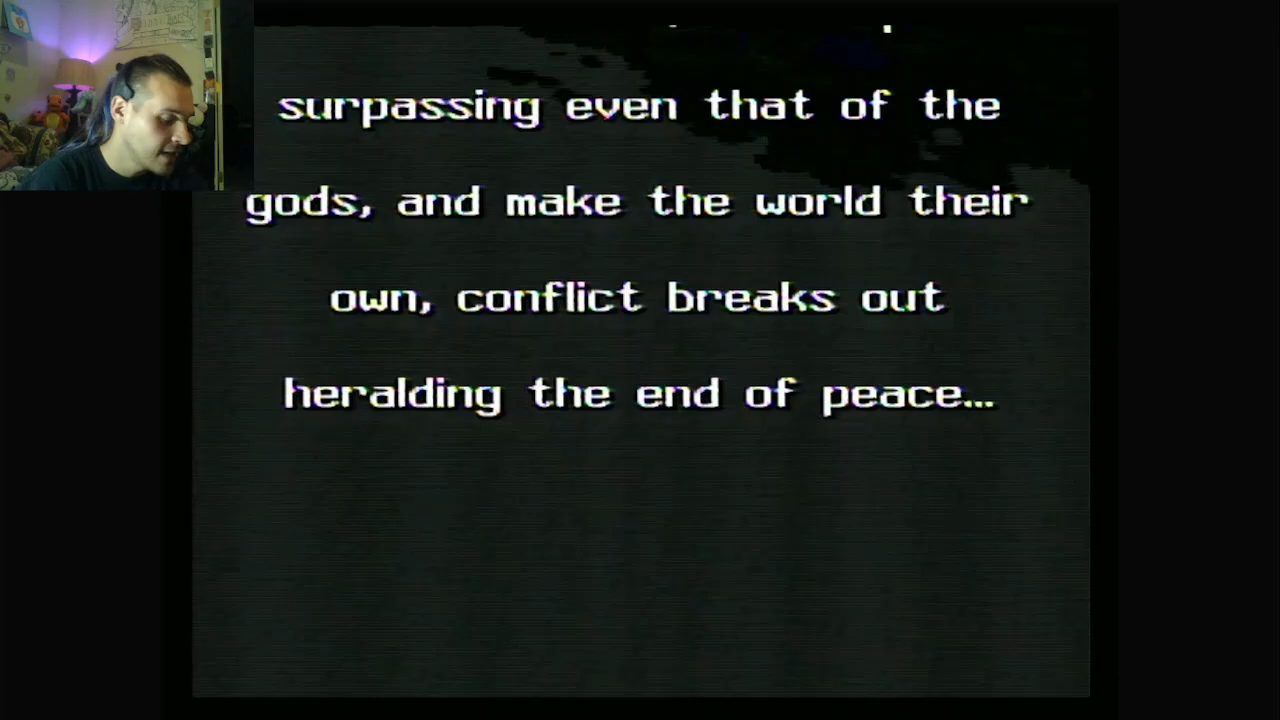 surpassing even that of the
gods, and make the world their
own, conflict breaks out
heralding the end of peace...